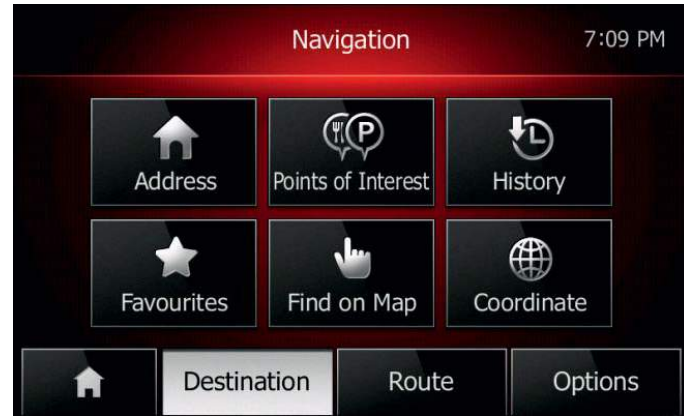 Navigation
7:09 PM
Address
Points of Interest
History
Favourites
Find on Map
Coordinate
Destination
Route
Options